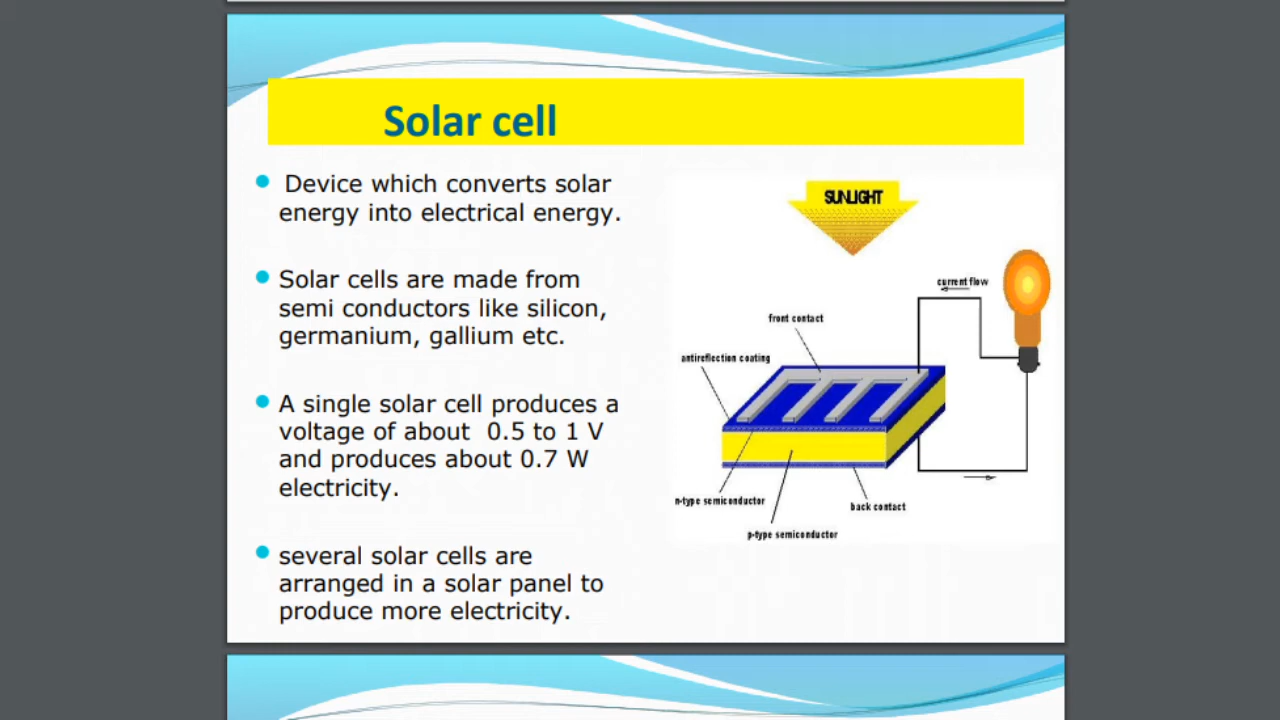 Solar cell
Device which converts solar
energy into electrical energy.
Solar cells are made from
semi conductors like silicon,
germanium, gallium etc.
A single solar cell produces a
voltage of about 0.5 to 1 V
and produces about 0.7 W
electricity.
several solar cells are
arranged in a solar panel to
produce more electricity.
SUNLIGHT
current flow
front contact
antireflection coating
n-type semiconductor
back contact
p-type semiconductor